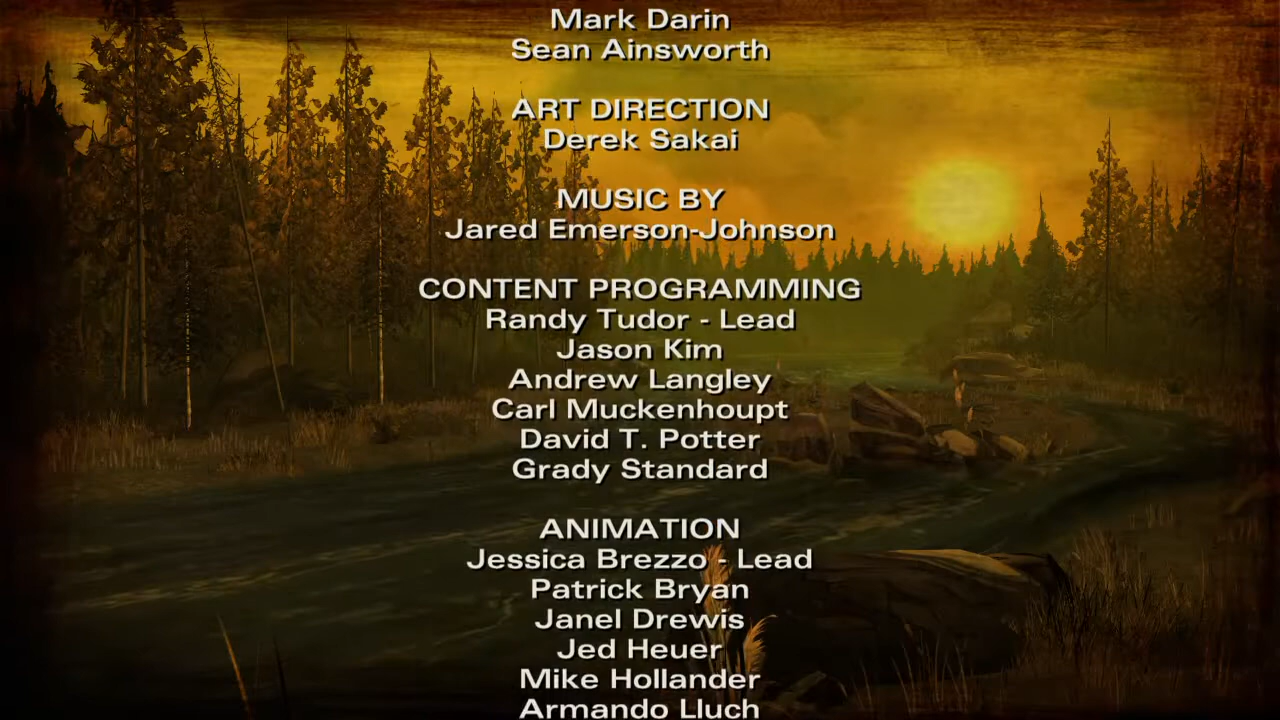 Mark Darin
Sean Ainsworth
ART DIRECTION
Derek Sakai
MUSIC BY
Jared Emerson-Johnson
CONTENT PROGRAMMING
Randy Tudor - Lead
Jason Kim
Andrew Langley
Carl Muckenhoupt
David T. Potter
Grady Standard
ANIMATION
Jessica Brezzo - Lead
Patrick Bryan
Janel Drewis
Jed Heuer
Mike Hollander
Armando Lluch